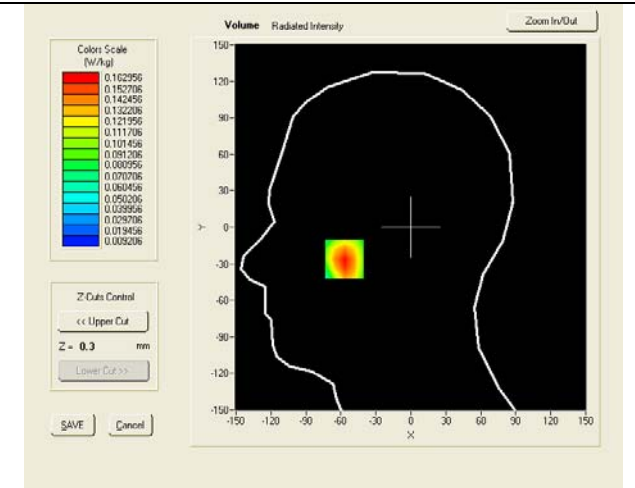 Volume Radiated Intensity
Zoom In/Out
Colors Scale
(W/kg)
0.162956
0.152706
0.142456
0.132206
0.121956
0.111706
0.101456
0.091206
0.080956
0.070706
0.060456
0.050206
0.039956
0.029706
0.019456
0.009206
Z-Cuts Control
<< Upper Cut
Z = 0.3 mm
Lower Cut >>
SAVE Cancel
150-
120-
90-
60-
30-
0-
-30-
-60-
-90-
-120-
-150-
Y
-150 -120 -90 -60 -30 0 30 60 90 120 150
X